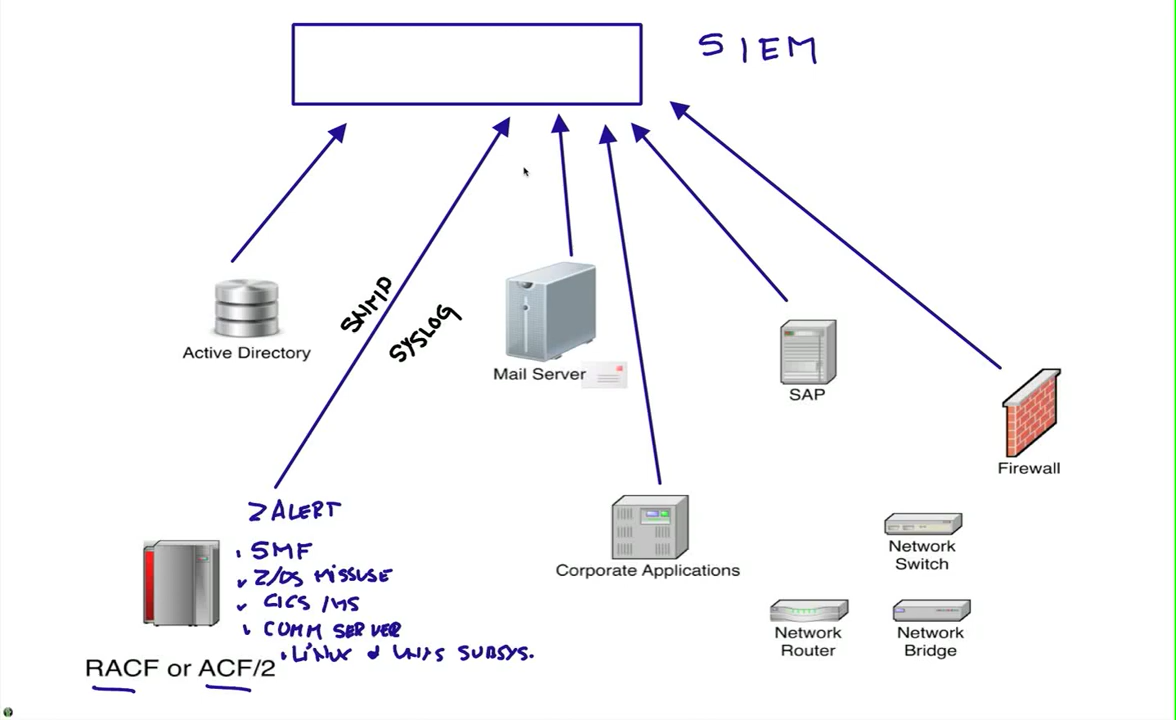 SIEM
SNMP
SYSLOG
Active Directory
Mail Server
SAP
Firewall
ZALERT
SMF
Z/OS MISSUSE
CICS/IMS
COMM SERVER
LINUX & UNIX SUBSYS.
RACF or ACF/2
Corporate Applications
Network
Switch
Network
Router
Network
Bridge